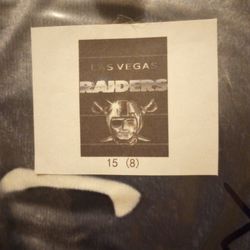 LAS VEGAS
RAIDERS
15 (8)